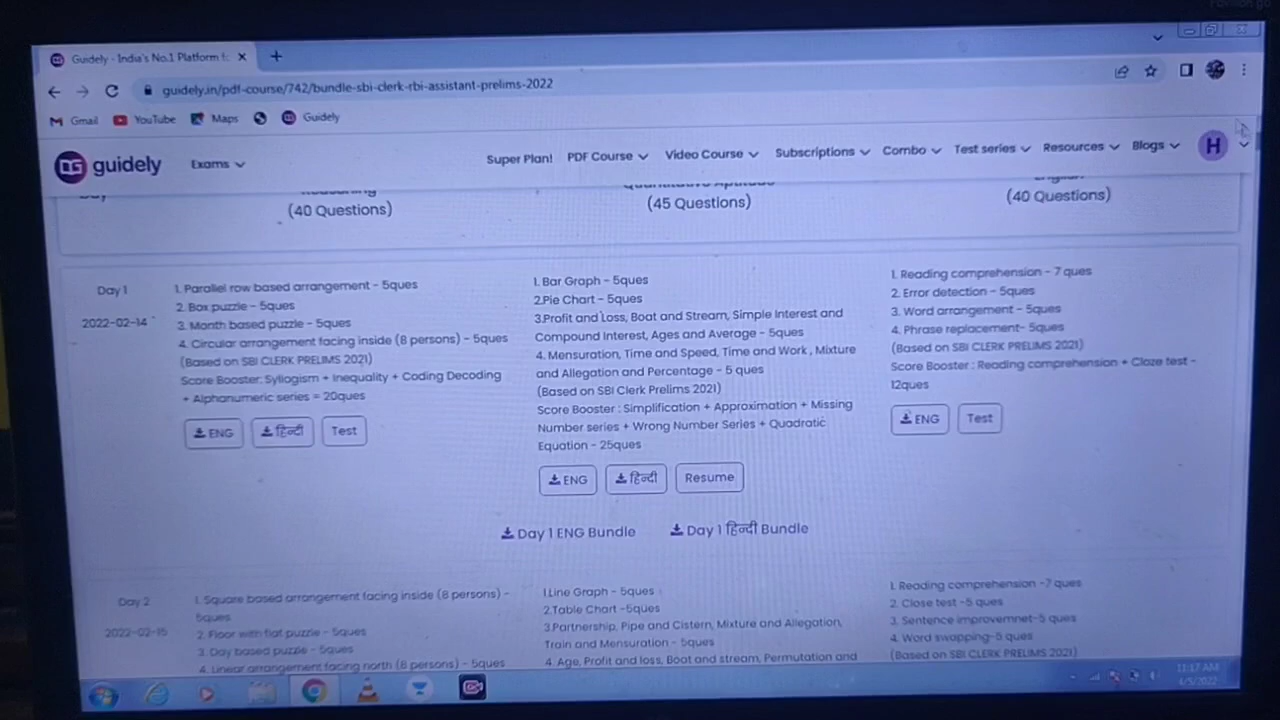 Guidely - India's No.1 Platform f
guidely.in/pdf-course/742/bundle-sbi-clerk-rbi-assistant-prelims-2022
Gmail YouTube Maps Guidely
guidely Exams Super Plan! PDF Course Video Course Subscriptions Combo Test series Resources Blogs H
(40 Questions) (45 Questions) (40 Questions)
Day 1
2022-02-14
1. Parallel row based arrangement - 5ques
2. Box puzzle - 5ques
3. Month based puzzle - 5ques
4. Circular arrangement facing inside (8 persons) - 5ques
(Based on SBI CLERK PRELIMS 2021)
Score Booster: Syllogism + Inequality + Coding Decoding
+ Alphanumeric series = 20ques
ENG हिन्दी Test
1. Bar Graph - 5ques
2.Pie Chart - 5ques
3.Profit and Loss, Boat and Stream, Simple Interest and
Compound Interest, Ages and Average - 5ques
4. Mensuration, Time and Speed, Time and Work , Mixture
and Allegation and Percentage - 5 ques
(Based on SBI Clerk Prelims 2021)
Score Booster : Simplification + Approximation + Missing
Number series + Wrong Number Series + Quadratic
Equation - 25ques
ENG हिन्दी Resume
1. Reading comprehension - 7 ques
2. Error detection - 5ques
3. Word arrangement - 5ques
4. Phrase replacement- 5ques
(Based on SBI CLERK PRELIMS 2021)
Score Booster : Reading comprehension + Cloze test -
12ques
ENG Test
Day 1 ENG Bundle Day 1 हिन्दी Bundle
Day 2
2022-02-15
1. Square based arrangement facing inside (8 persons) -
5ques
2. Floor with flat puzzle - 5ques
3. Day based puzzle - 5ques
4. Linear arrangement facing north (8 persons) - 5ques
1.Line Graph - 5ques
2.Table Chart -5ques
3.Partnership, Pipe and Cistern, Mixture and Allegation,
Train and Mensuration - 5ques
4. Age, Profit and loss, Boat and stream, Permutation and
1. Reading comprehension -7 ques
2. Close test -5 ques
3. Sentence improvemnet-5 ques
4. Word swapping-5 ques
(Based on SBI CLERK PRELIMS 2021)
11:17 AM
4/5/2022